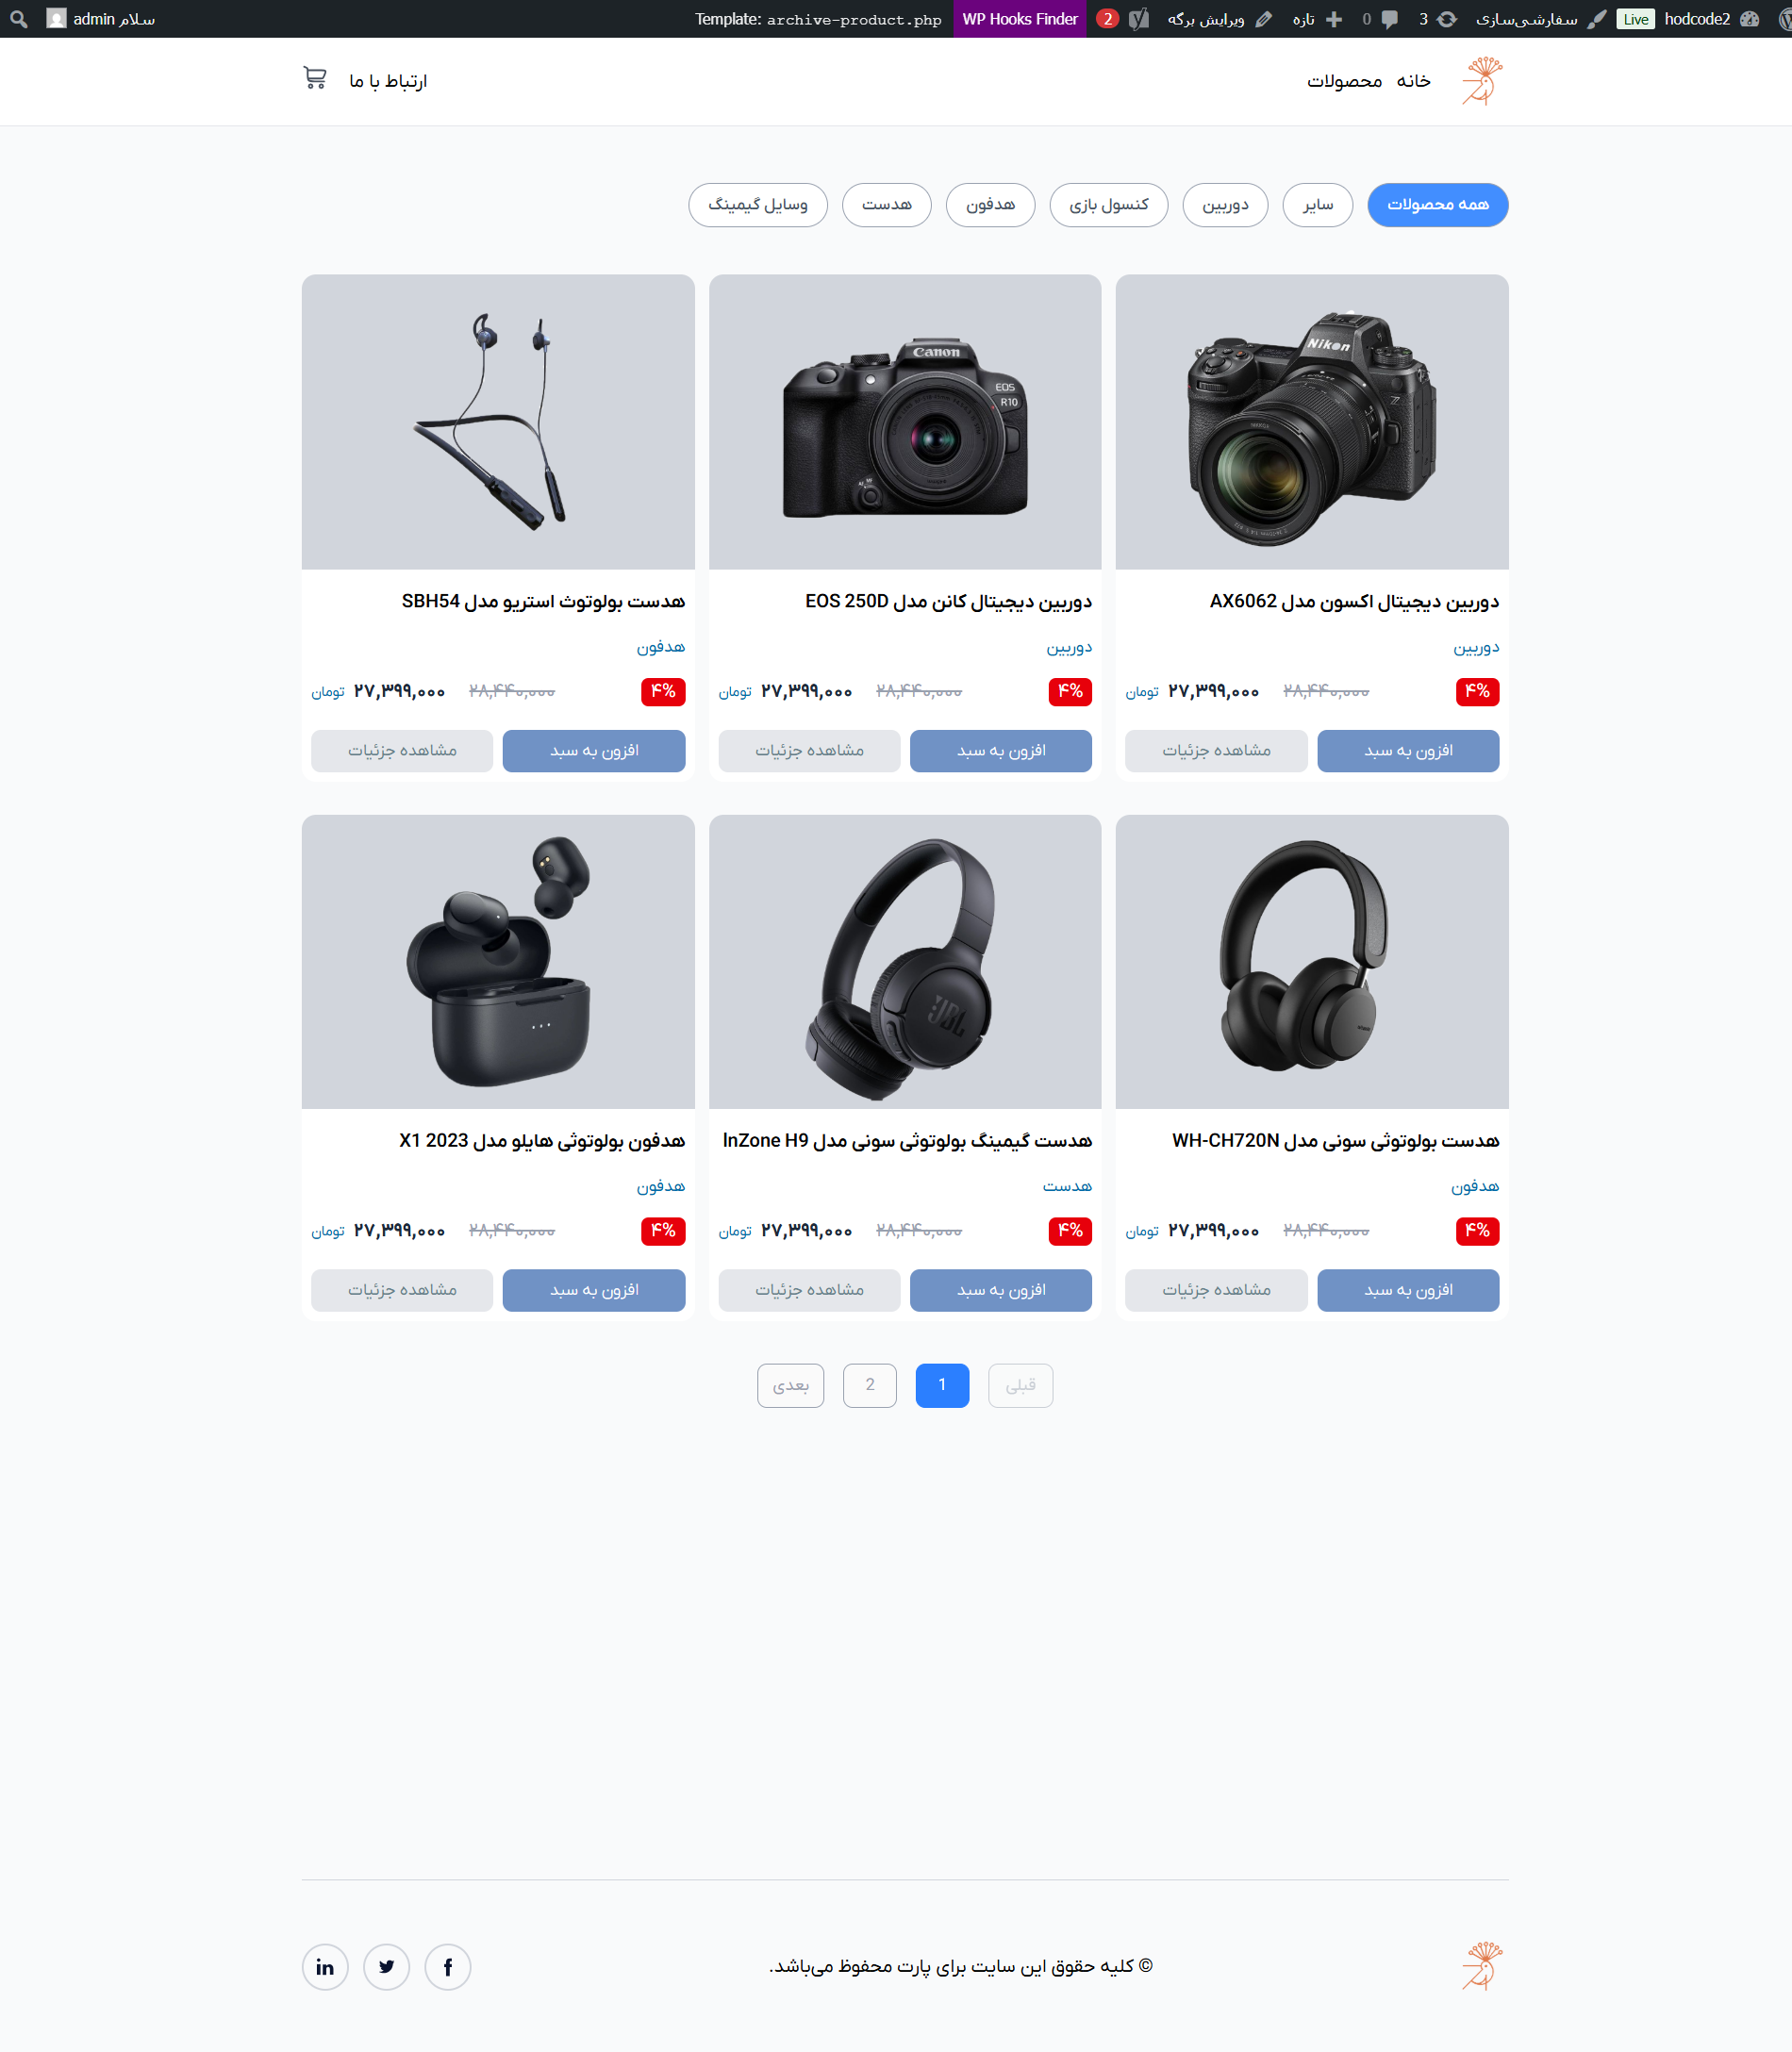 hodcode2 Live سفارشی‌سازی 3 0 تازه ویرایش برگه 2 WP Hooks Finder Template: archive-product.php سلام admin
خانه محصولات ارتباط با ما
همه محصولات سایر دوربین کنسول بازی هدفون هدست وسایل گیمینگ
Nikon Z
Canon EOS R10
دوربین دیجیتال اکسون مدل AX6062
دوربین
۴% ۲۸,۴۴۰,۰۰۰ ۲۷,۳۹۹,۰۰۰ تومان
افزون به سبد مشاهده جزئیات
دوربین دیجیتال کانن مدل EOS 250D
دوربین
۴% ۲۸,۴۴۰,۰۰۰ ۲۷,۳۹۹,۰۰۰ تومان
افزون به سبد مشاهده جزئیات
هدست بولوتوث استریو مدل SBH54
هدفون
۴% ۲۸,۴۴۰,۰۰۰ ۲۷,۳۹۹,۰۰۰ تومان
افزون به سبد مشاهده جزئیات
JBL
هدست بولوتوثی سونی مدل WH-CH720N
هدفون
۴% ۲۸,۴۴۰,۰۰۰ ۲۷,۳۹۹,۰۰۰ تومان
افزون به سبد مشاهده جزئیات
هدست گیمینگ بولوتوثی سونی مدل InZone H9
هدست
۴% ۲۸,۴۴۰,۰۰۰ ۲۷,۳۹۹,۰۰۰ تومان
افزون به سبد مشاهده جزئیات
هدفون بولوتوثی هایلو مدل X1 2023
هدفون
۴% ۲۸,۴۴۰,۰۰۰ ۲۷,۳۹۹,۰۰۰ تومان
افزون به سبد مشاهده جزئیات
قبلی 1 2 بعدی
© کلیه حقوق این سایت برای پارت محفوظ می‌باشد.